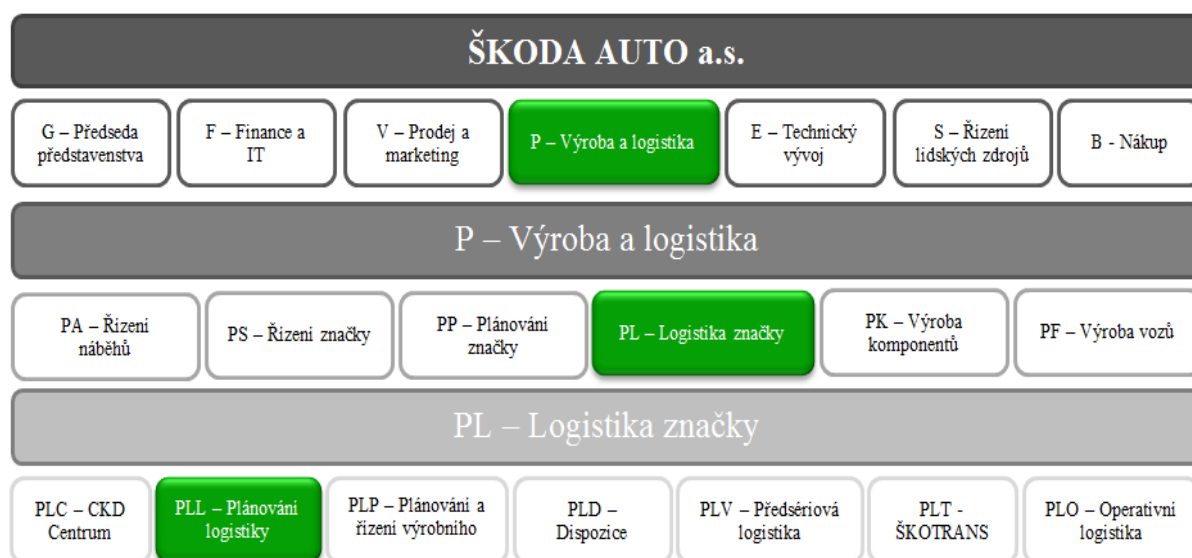 ŠKODA AUTO a.s.
G – Předseda
představenstva
F – Finance a
IT
V – Prodej a
marketing
P – Výroba a logistika
E – Technický
vývoj
S – Řízení
lidských zdrojů
B - Nákup
P – Výroba a logistika
PA – Řízení
náběhů
PS – Řízení značky
PP – Plánování
značky
PL – Logistika značky
PK – Výroba
komponentů
PF – Výroba vozů
PL – Logistika značky
PLC – CKD
Centrum
PLL – Plánování
logistiky
PLP – Plánování a
řízení výrobního
PLD –
Dispozice
PLV – Předsériová
logistika
PLT -
ŠKOTRANS
PLO – Operativni
logistika